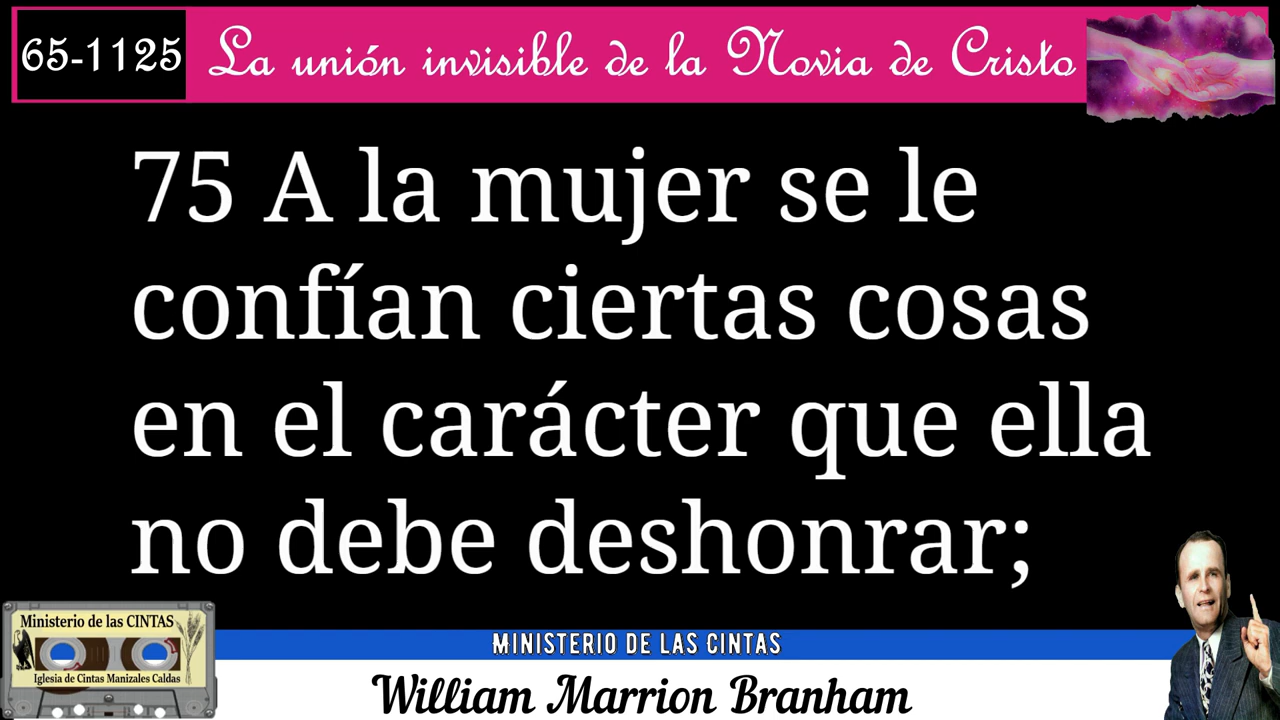 65-1125 La unión invisible de la Novia de Cristo
75 A la mujer se le
confían ciertas cosas
en el carácter que ella
no debe deshonrar;
Ministerio de las CINTAS
Iglesia de Cintas Manizales Caldas
MINISTERIO DE LAS CINTAS
William Marrion Branham